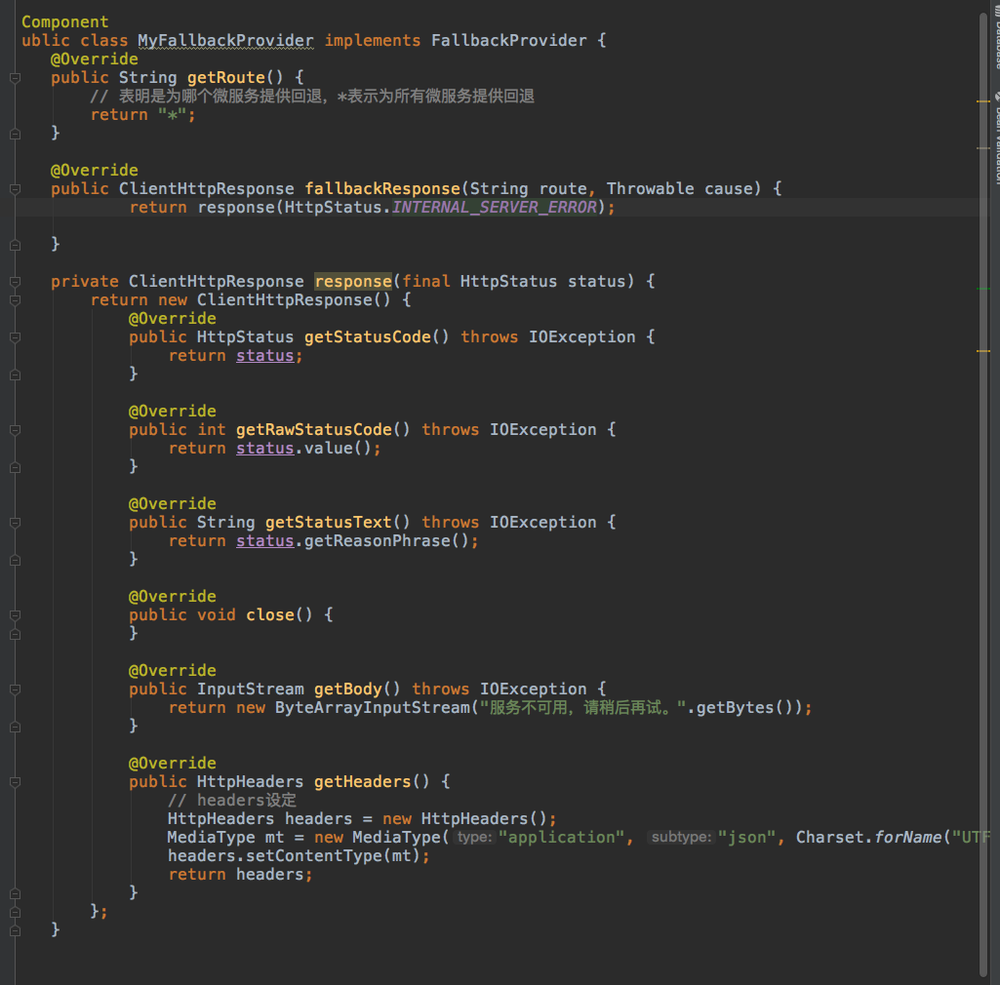 Component
ublic class MyFallbackProvider implements FallbackProvider {
@Override
public String getRoute() {
// 表明是为哪个微服务提供回退，*表示为所有微服务提供回退
return "*";
}
@Override
public ClientHttpResponse fallbackResponse(String route, Throwable cause) {
return response(HttpStatus.INTERNAL_SERVER_ERROR);
}
private ClientHttpResponse response(final HttpStatus status) {
return new ClientHttpResponse() {
@Override
public HttpStatus getStatusCode() throws IOException {
return status;
}
@Override
public int getRawStatusCode() throws IOException {
return status.value();
}
@Override
public String getStatusText() throws IOException {
return status.getReasonPhrase();
}
@Override
public void close() {
}
@Override
public InputStream getBody() throws IOException {
return new ByteArrayInputStream("服务不可用，请稍后再试。".getBytes());
}
@Override
public HttpHeaders getHeaders() {
// headers设定
HttpHeaders headers = new HttpHeaders();
MediaType mt = new MediaType( type: "application", subtype: "json", Charset.forName("UTF
headers.setContentType(mt);
return headers;
}
};
}